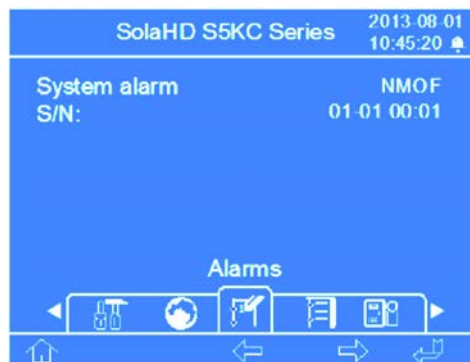 SolaHD S5KC Series
2013-08-01
10:45:20
System alarm NMOF
S/N: 01-01 00:01
Alarms